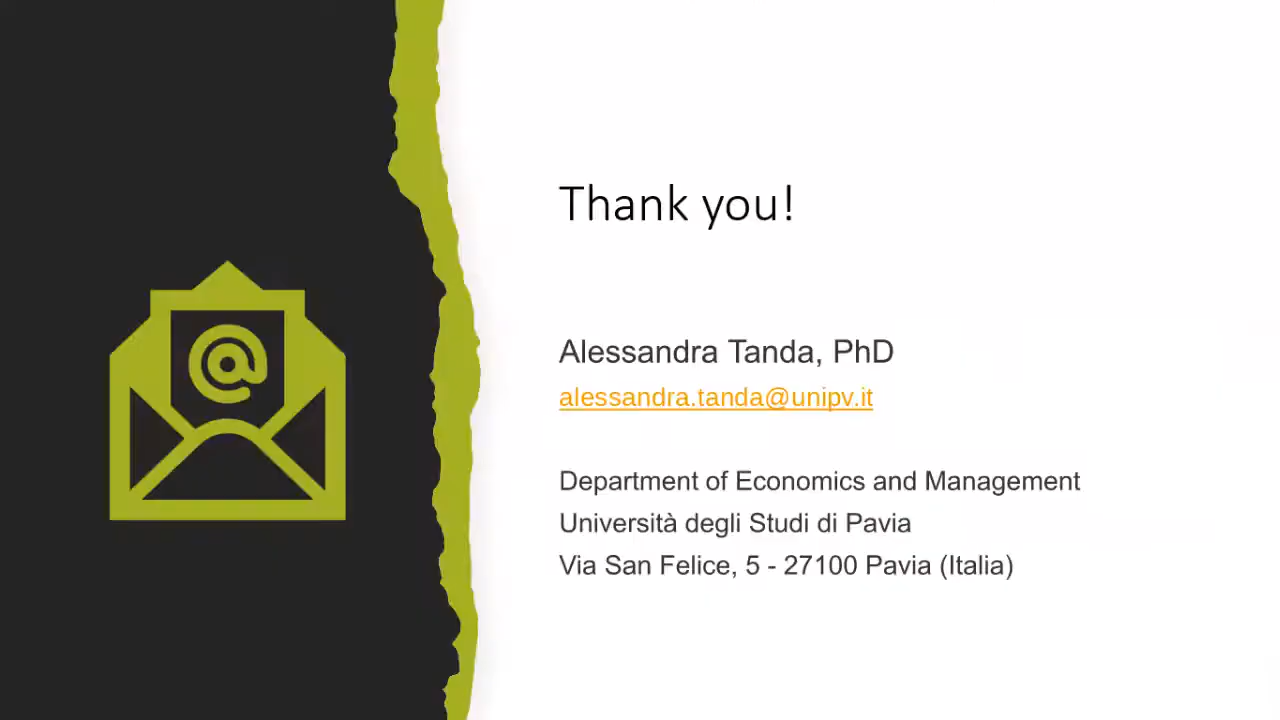 Thank you!
Alessandra Tanda, PhD
alessandra.tanda@unipv.it
Department of Economics and Management
Università degli Studi di Pavia
Via San Felice, 5 - 27100 Pavia (Italia)